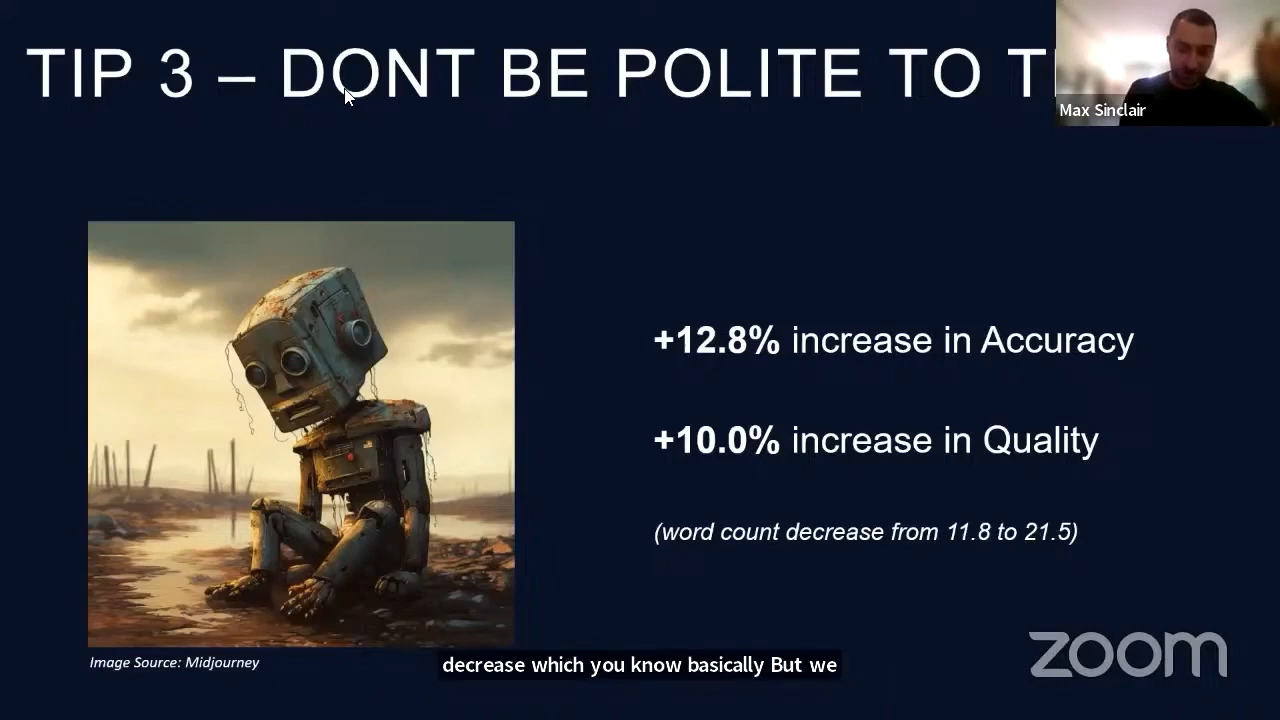 TIP 3 – DONT BE POLITE TO
Max Sinclair
+12.8% increase in Accuracy
+10.0% increase in Quality
(word count decrease from 11.8 to 21.5)
Image Source: Midjourney
decrease which you know basically But we
zoom